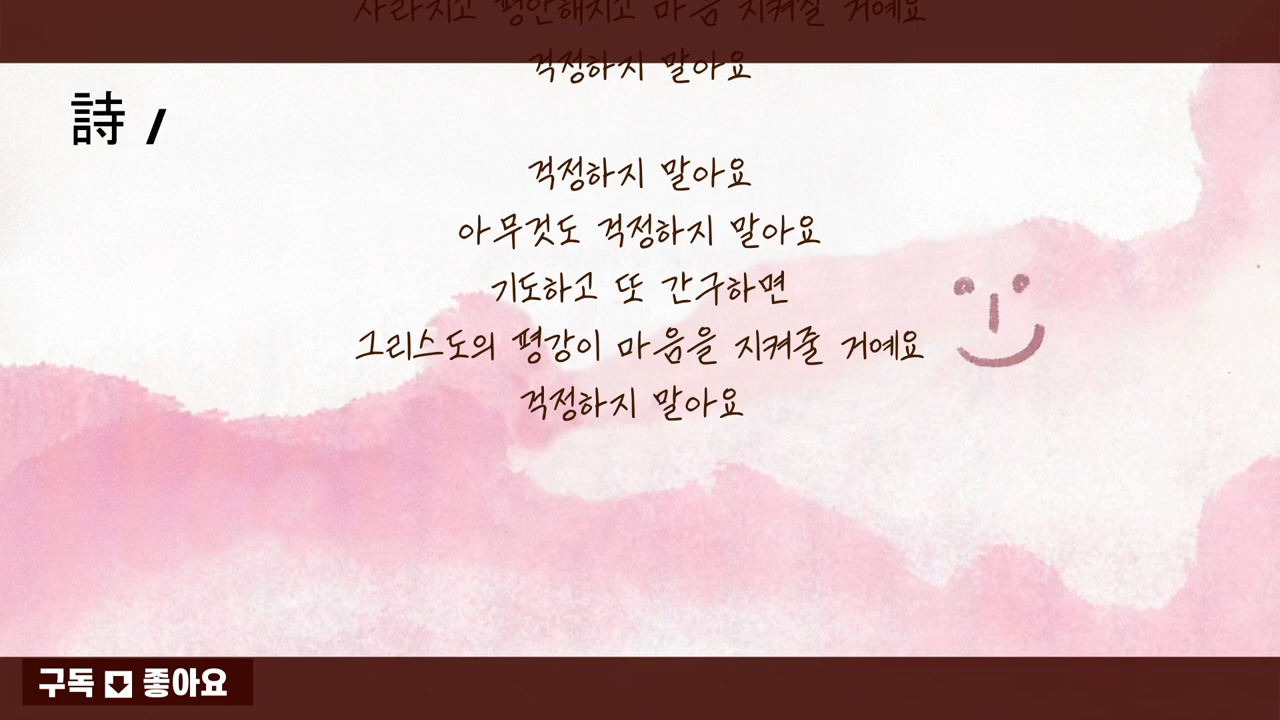 사라지고 평안해지고 마음 지켜질 거예요
걱정하지 말아요
詩 /
걱정하지 말아요
아무것도 걱정하지 말아요
기도하고 또 간구하면
그리스도의 평강이 마음을 지켜줄 거예요
걱정하지 말아요
구독 좋아요